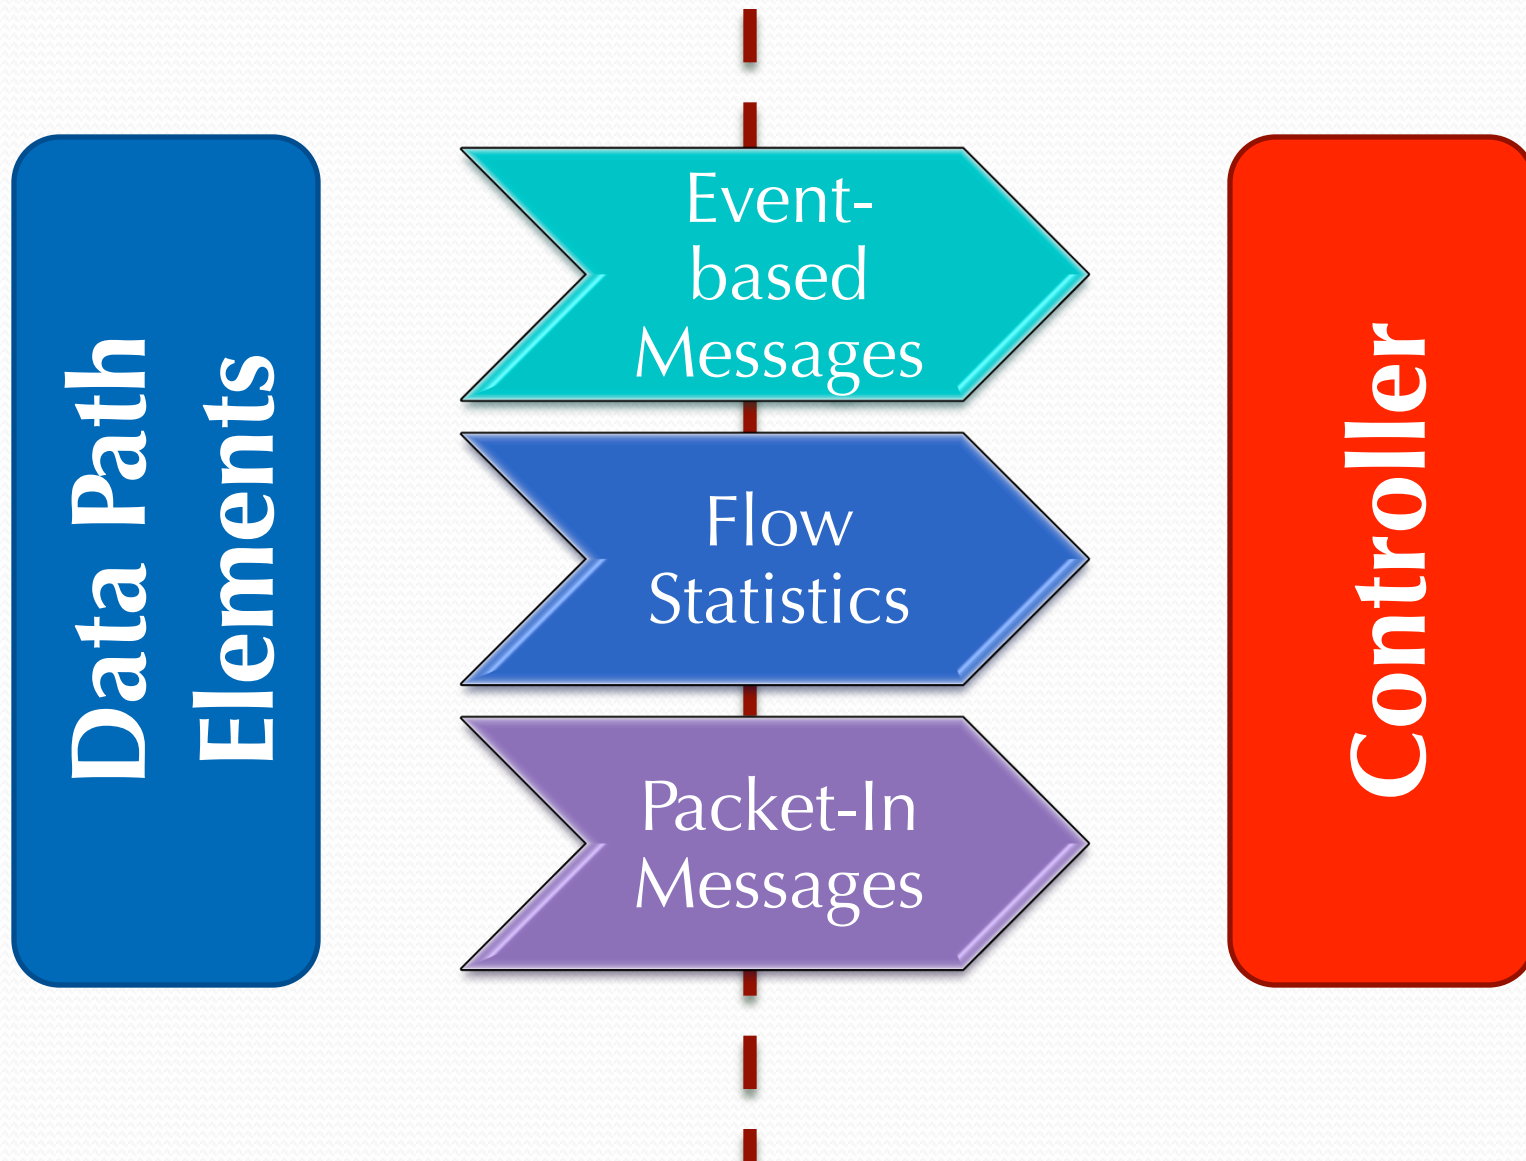 Data Path
Elements
Event-
based
Messages
Flow
Statistics
Packet-In
Messages
Controller